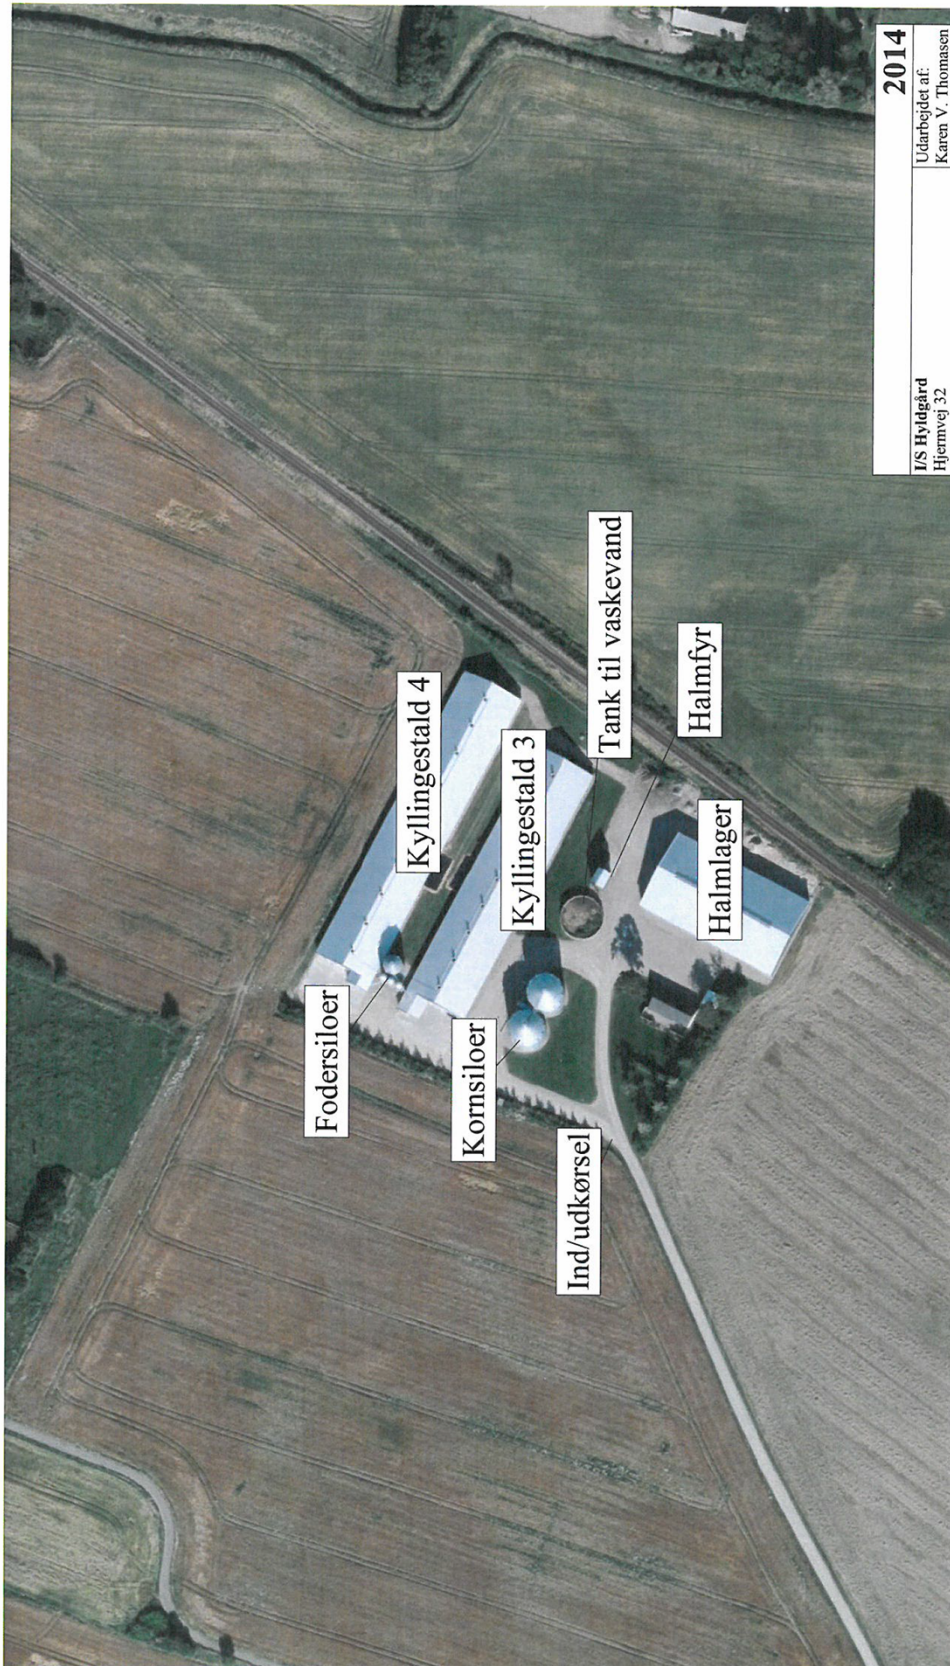 Kyllingestald 4
Fodersiloer
Kyllingestald 3
Kornsiloer
Tank til vaskevand
Ind/udkørsel
Halmfyr
Halmlager
2014
I/S Hyldgård
Hjermvej 32
Udarbejdet af:
Karen V. Thomasen